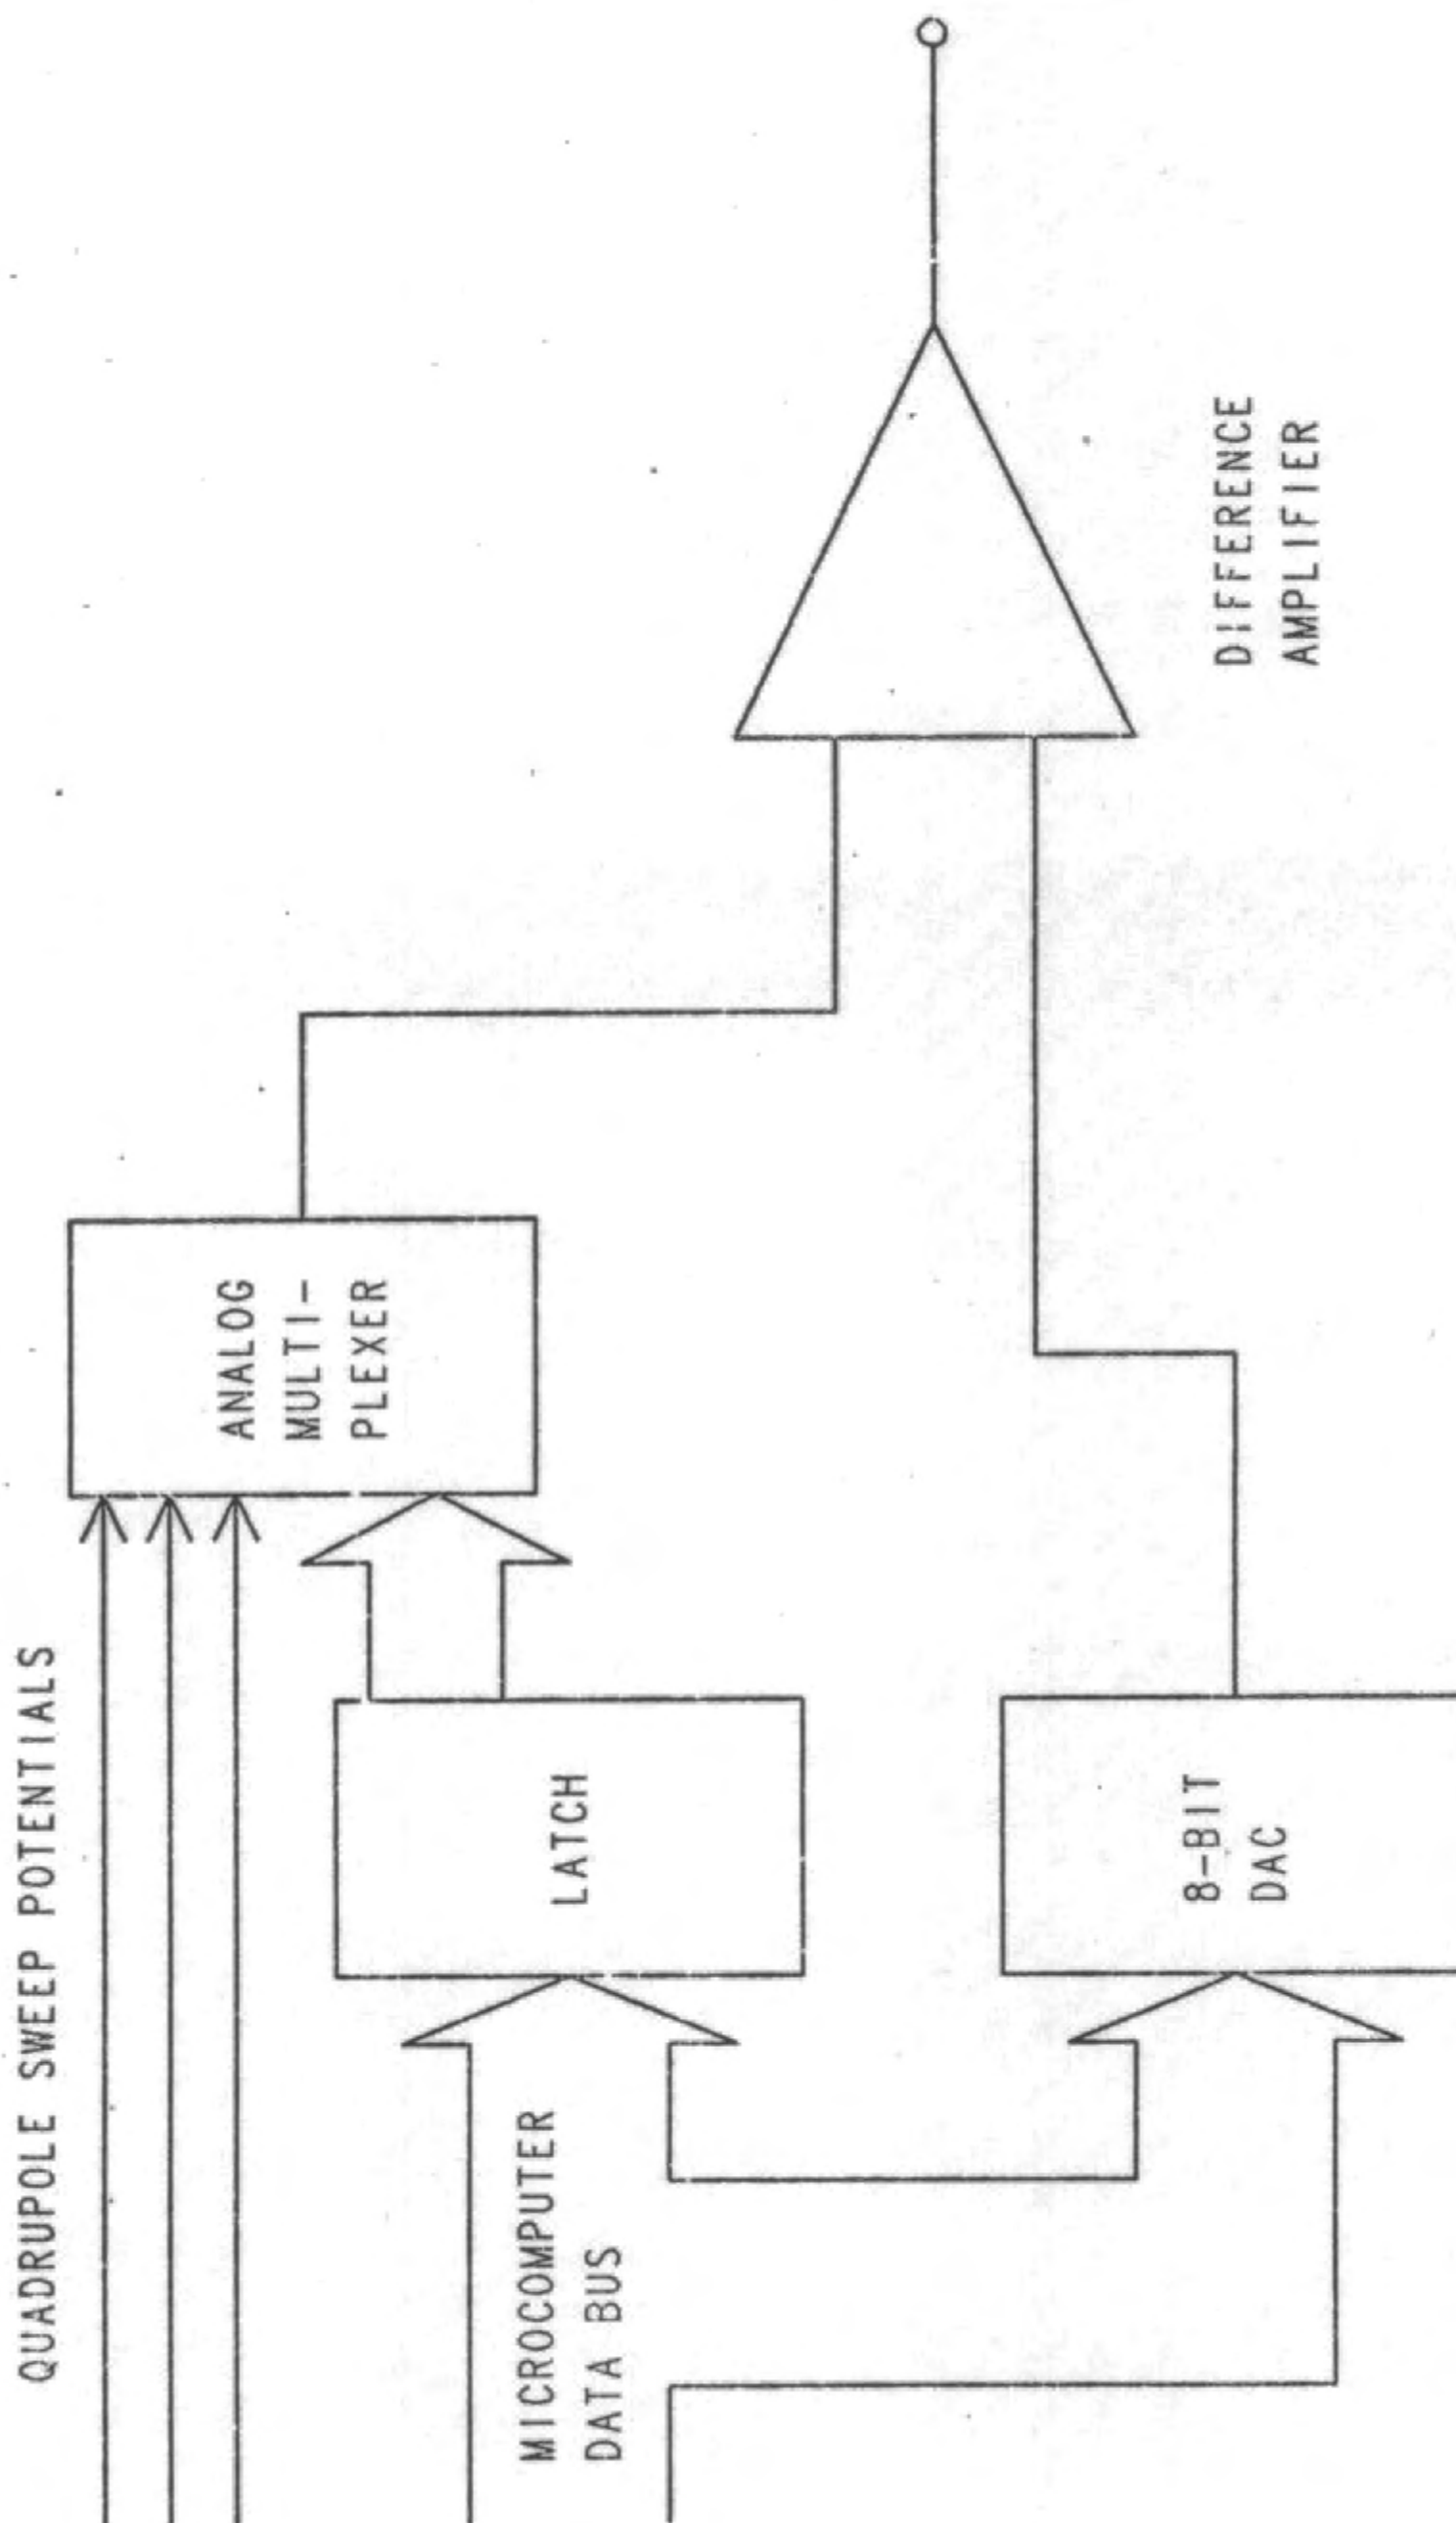 QUADRUPOLE SWEEP POTENTIALS
ANALOG
MULTI-
PLEXER
LATCH
MICROCOMPUTER
DATA BUS
8-BIT
DAC
DIFFERENCE
AMPLIFIER